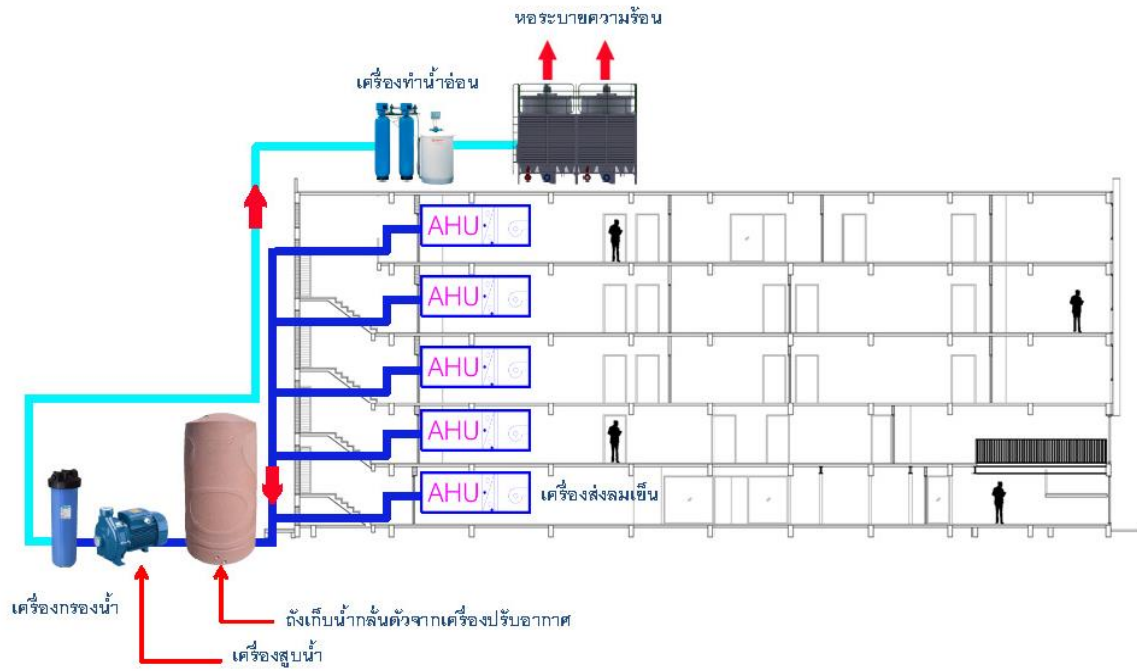 หอระบายความร้อน
เครื่องทำน้ำอ่อน
AHU
AHU
AHU
AHU
AHU
เครื่องส่งลมเย็น
เครื่องกรองน้ำ
ถังเก็บน้ำกลั่นตัวจากเครื่องปรับอากาศ
เครื่องสูบน้ำ